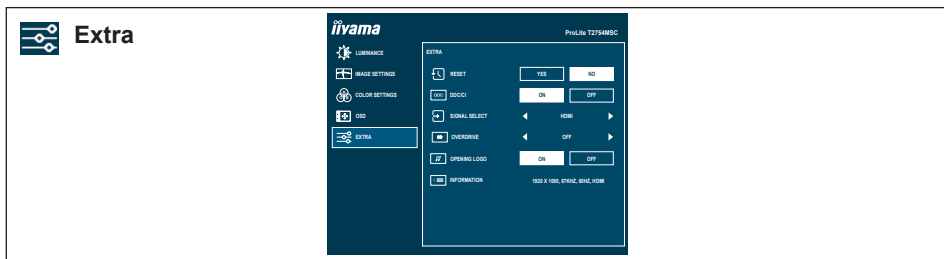 Extra
iiyama
ProLite T2754MSC
LUMINANCE
IMAGE SETTINGS
COLOR SETTINGS
OSD
EXTRA
EXTRA
RESET YES NO
DDC DDC/CI ON OFF
SIGNAL SELECT HDMI
OVERDRIVE OFF
OPENING LOGO ON OFF
INFORMATION 1920 X 1080, 67KHZ, 60HZ, HDMI